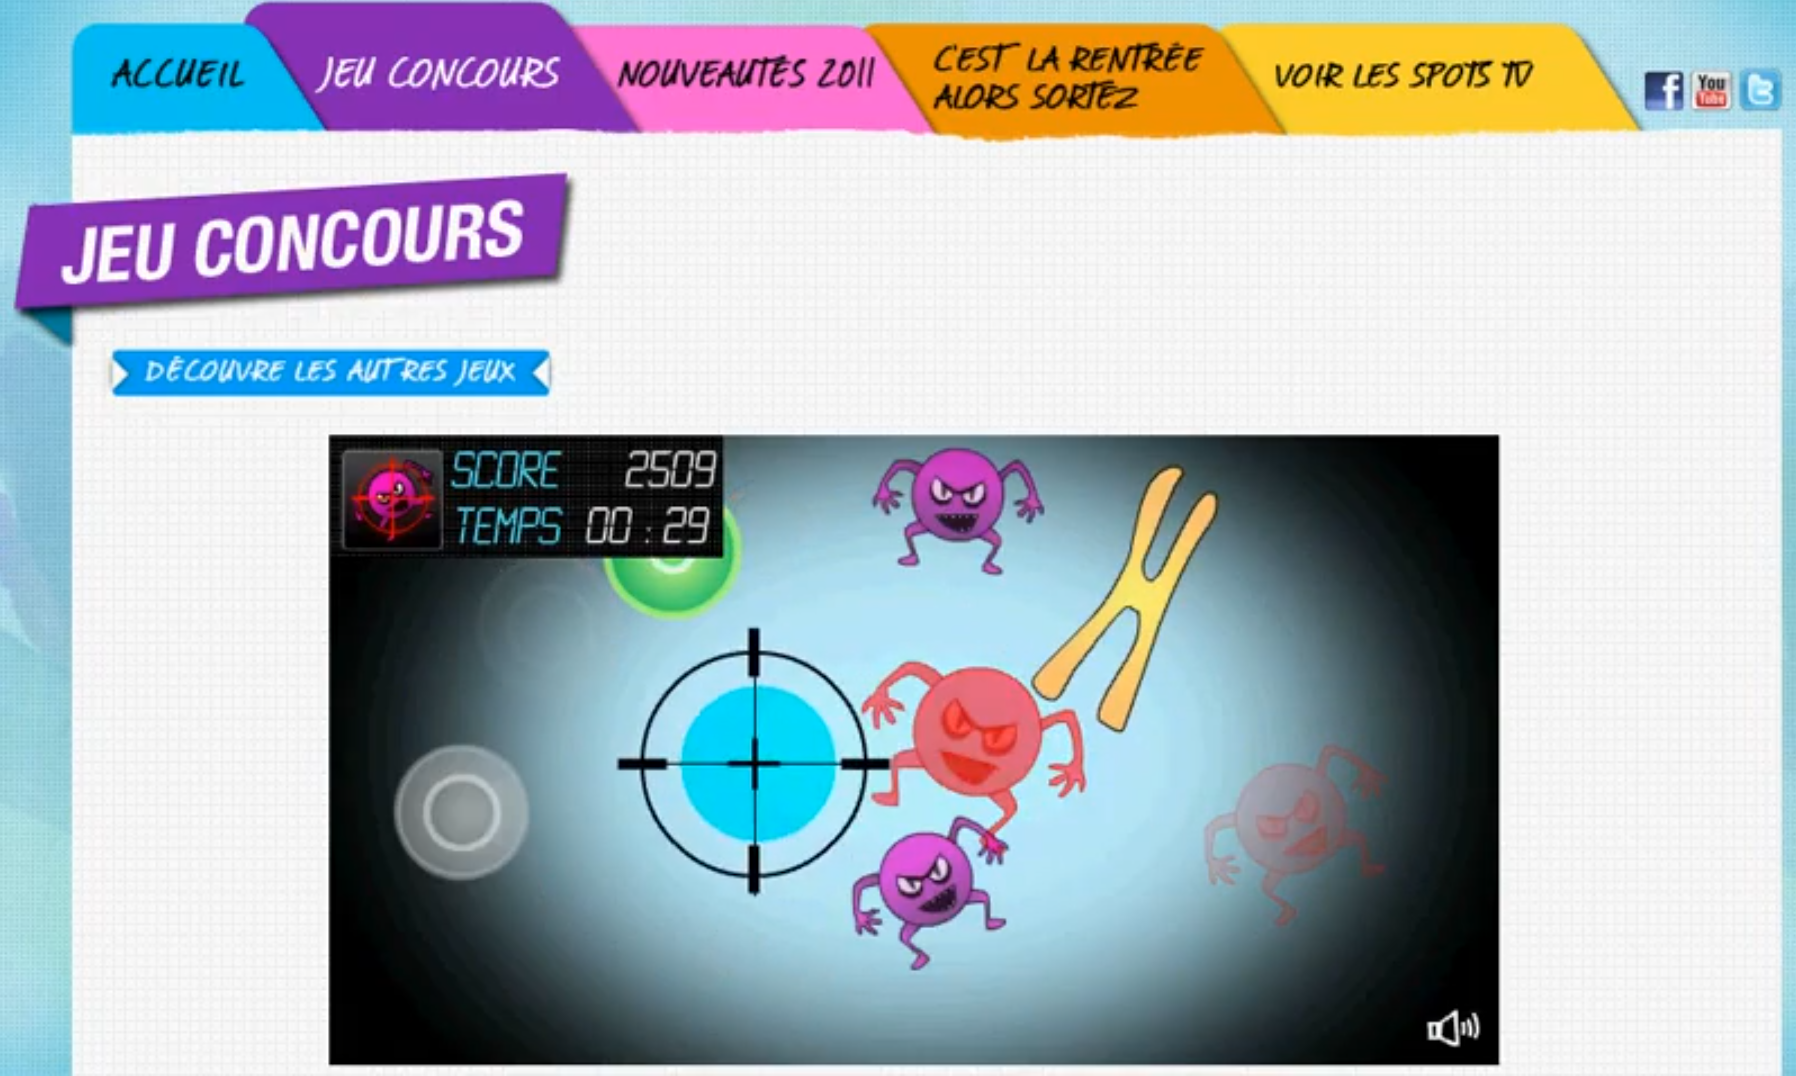 ACCUEIL
JEU CONCOURS
NOUVEAUTÉS 2011
C'EST LA RENTRÉE
ALORS SORTEZ
VOIR LES SPOTS TV
f
You
Tube
t
JEU CONCOURS
DÉCOUVRE LES AUTRES JEUX
SCORE 2509
TEMPS 00 : 29